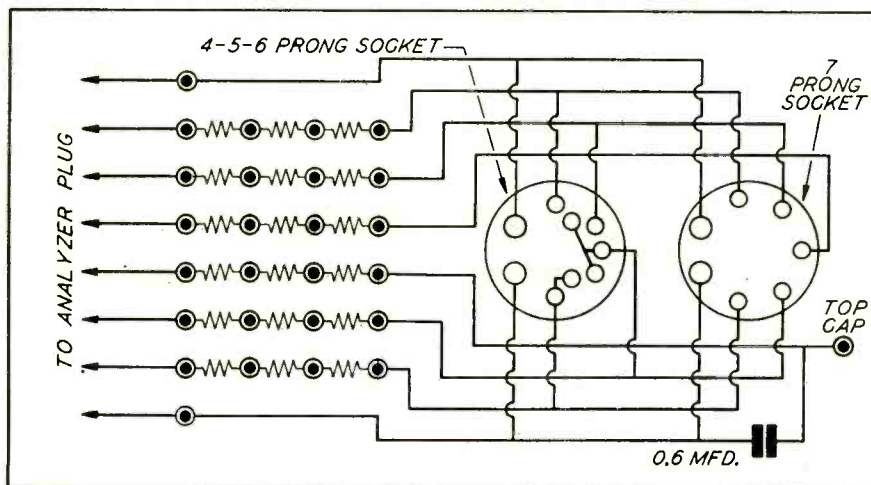 4-5-6 PRONG SOCKET
7
PRONG
SOCKET
TO ANALYZER PLUG
TOP
CAP
0.6 MFD.